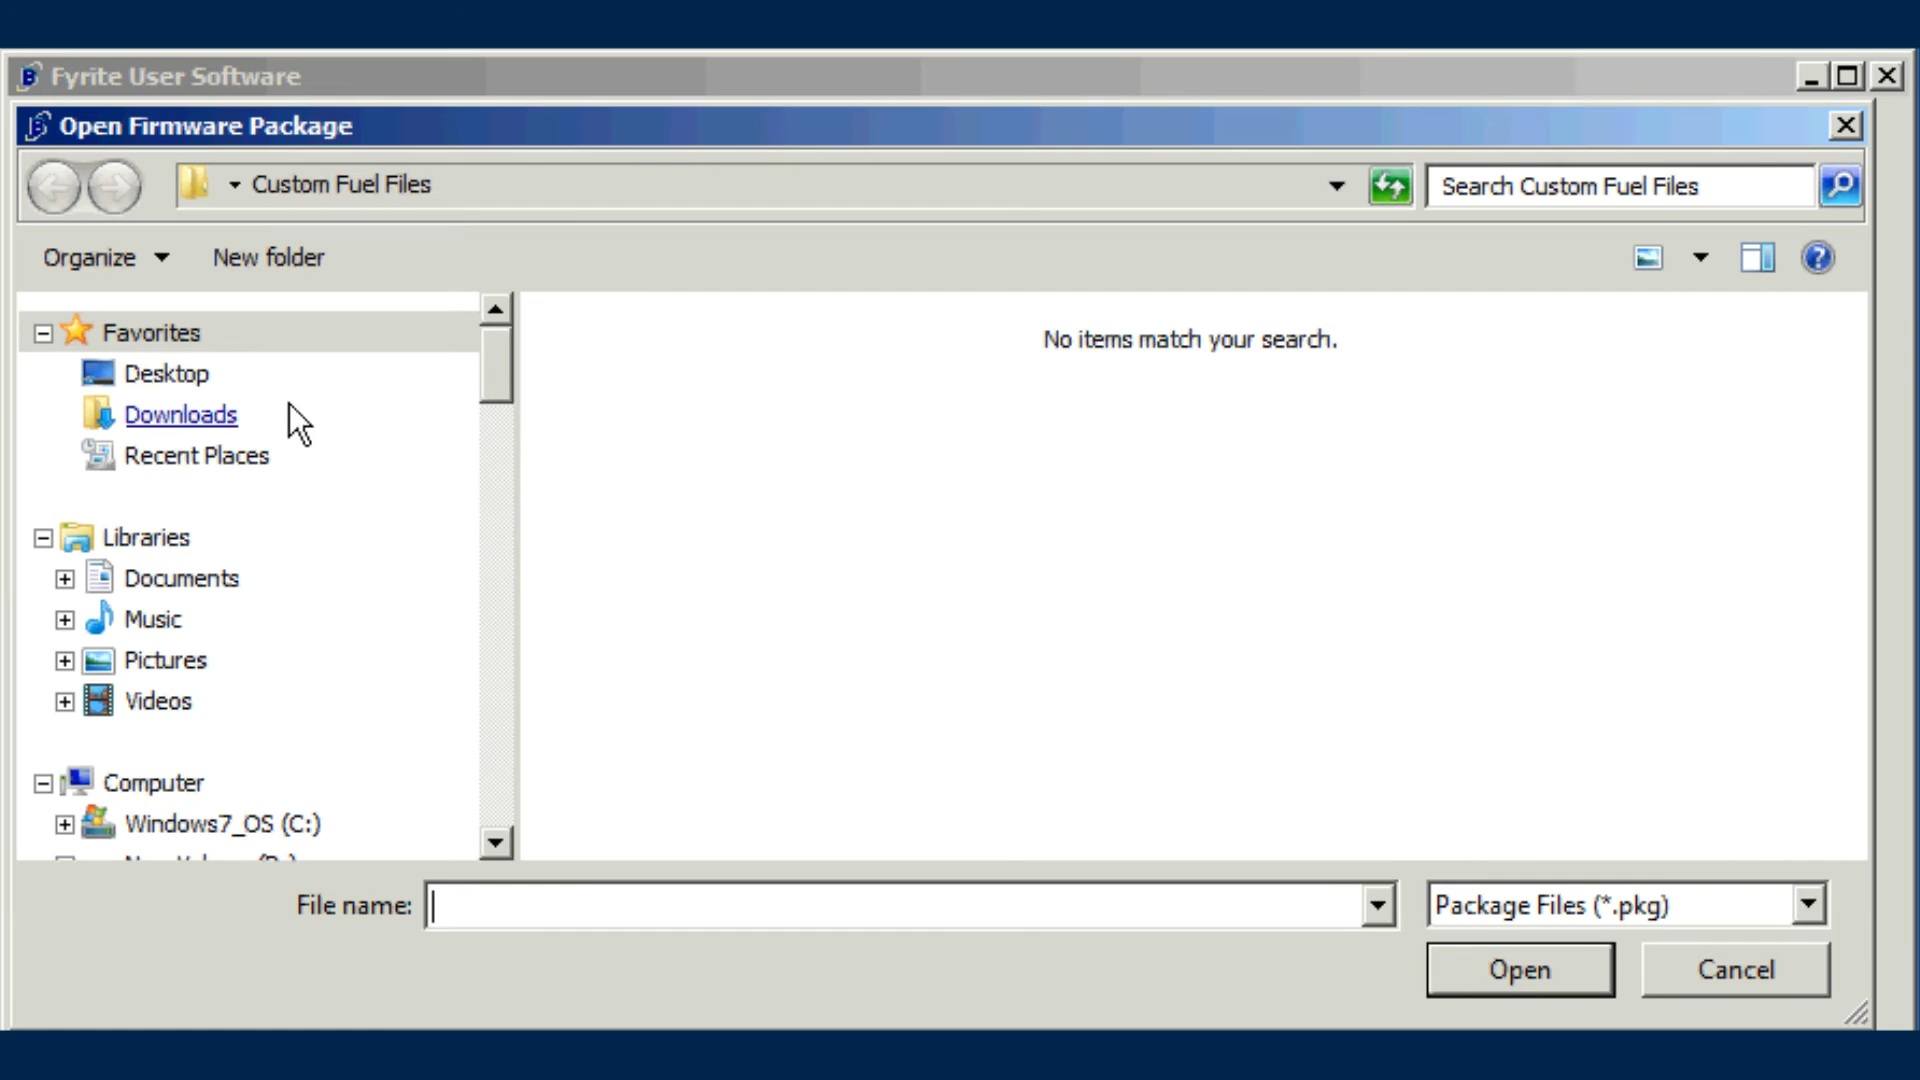 Fyrite User Software
Open Firmware Package
Custom Fuel Files
Search Custom Fuel Files
Organize
New folder
Favorites
Desktop
Downloads
Recent Places
Libraries
Documents
Music
Pictures
Videos
Computer
Windows7_OS (C:)
No items match your search.
File name:
Package Files (*.pkg)
Open
Cancel